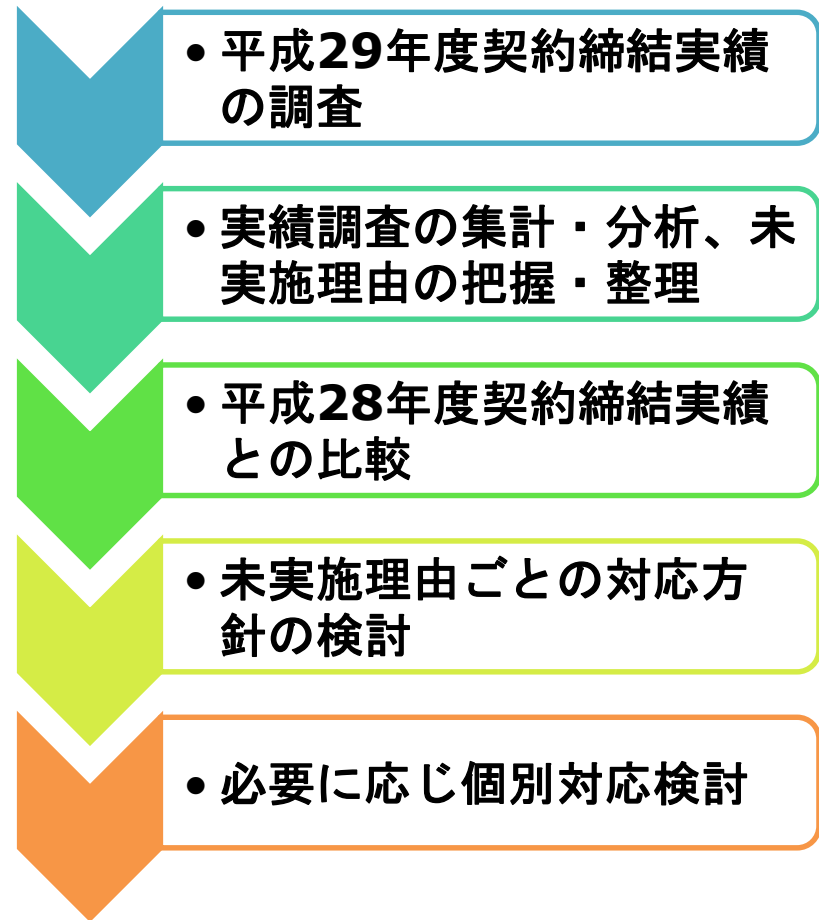 • 平成29年度契約締結実績
の調査
• 実績調査の集計・分析、未
実施理由の把握・整理
• 平成28年度契約締結実績
との比較
• 未実施理由ごとの対応方
針の検討
• 必要に応じ個別対応検討